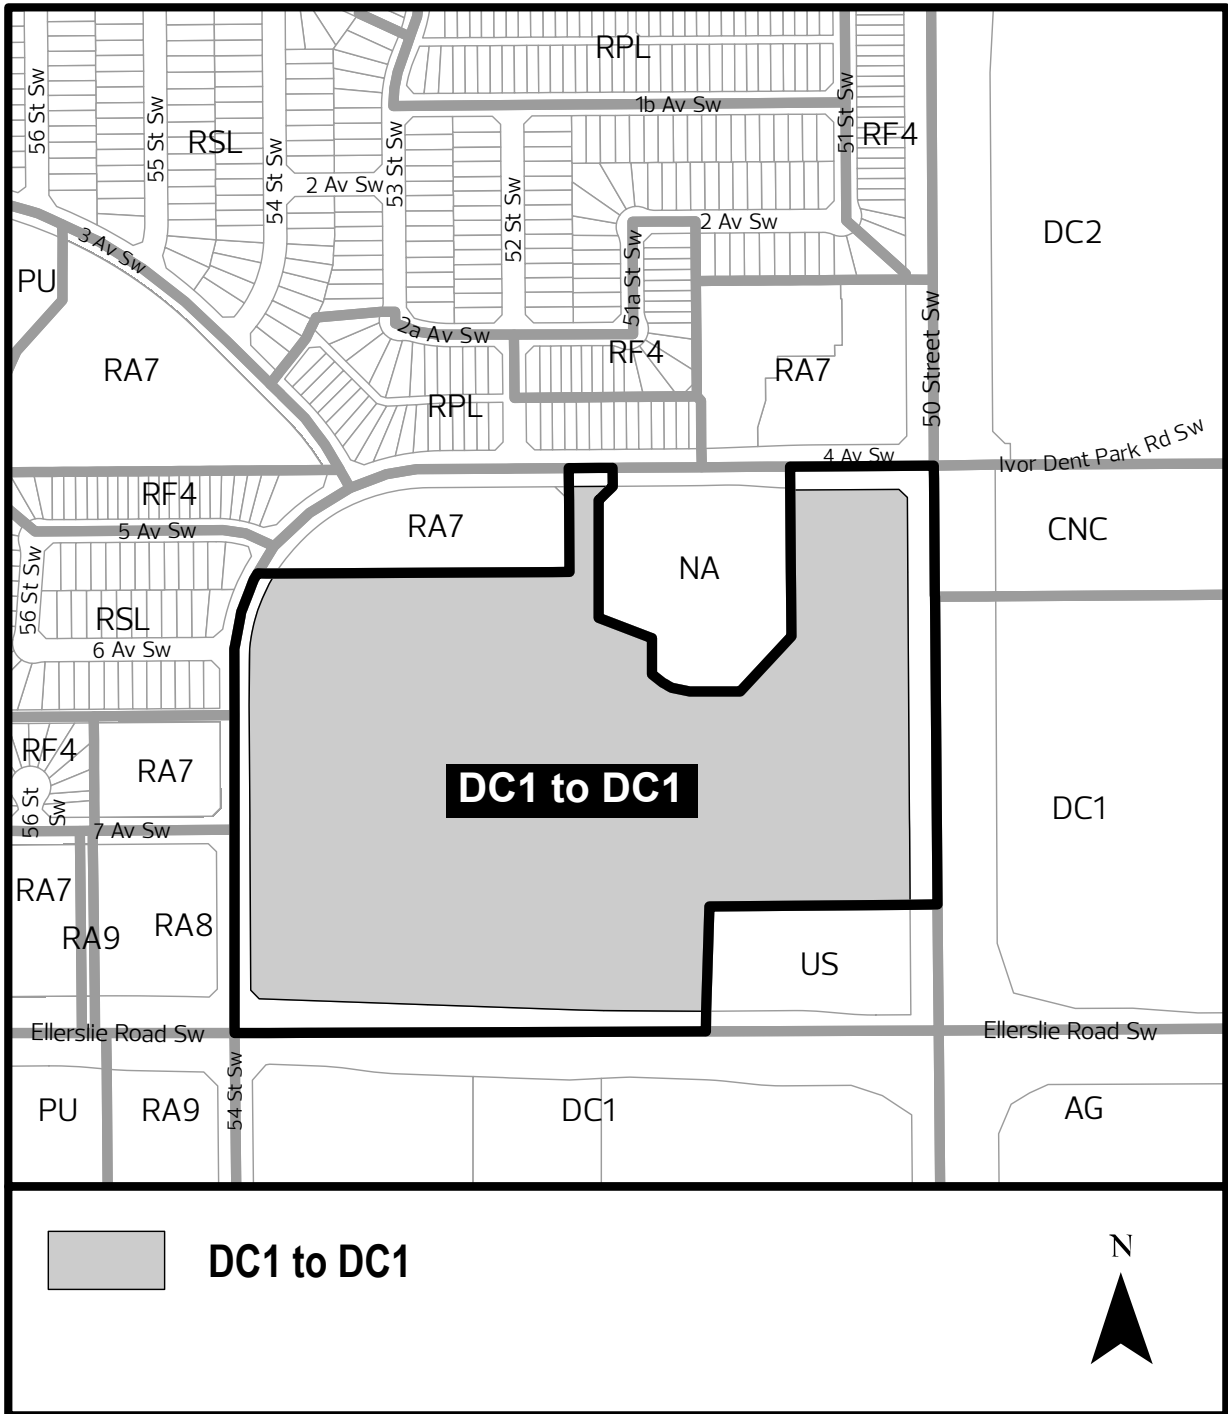 RPL
1b Av Sw
56 St Sw
55 St Sw
RSL
54 St Sw
2 Av Sw
53 St Sw
52 St Sw
51 St Sw
RF4
2 Av Sw
DC2
3 Av Sw
PU
51a St Sw
2a Av Sw
RF4
50 Street Sw
RA7
RA7
RPL
4 Av Sw
Ivor Dent Park Rd Sw
RF4
5 Av Sw
RA7
NA
CNC
56 St Sw
RSL
6 Av Sw
RF4
RA7
DC1 to DC1
56 St
Sw
7 Av Sw
DC1
RA7
RA9
RA8
US
Ellerslie Road Sw
Ellerslie Road Sw
54 St Sw
PU
RA9
DC1
AG
DC1 to DC1
N